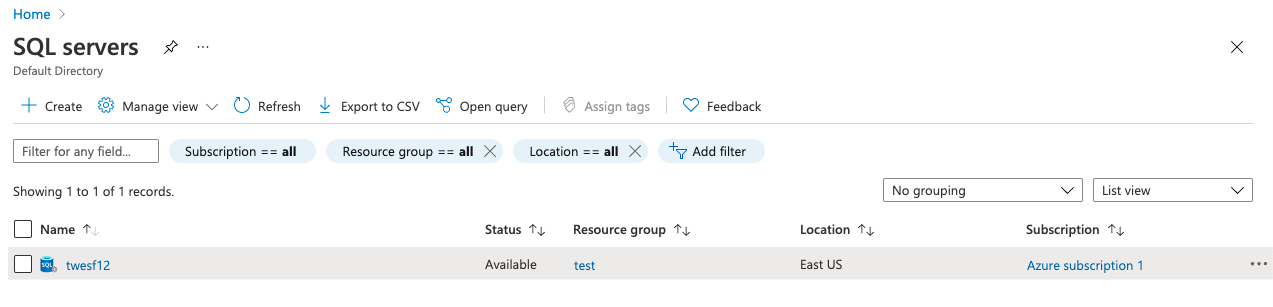 Home >
SQL servers ...
Default Directory
+ Create Manage view Refresh Export to CSV Open query Assign tags Feedback
Filter for any field... Subscription == all Resource group == all Location == all Add filter
Showing 1 to 1 of 1 records. No grouping List view
Name ↑↓ Status ↑↓ Resource group ↑↓ Location ↑↓ Subscription ↑↓
SQL twesf12 Available test East US Azure subscription 1 ...